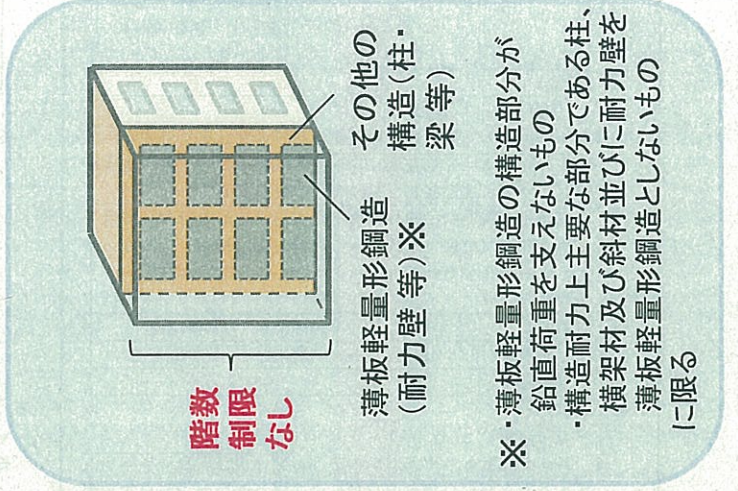 階数
制限
なし
薄板軽量形鋼造
(耐力壁等)※
その他の
構造(柱・
梁等)
※・薄板軽量形鋼造の構造部分が
鉛直荷重を支えないもの
・構造耐力上主要な部分である柱、
横架材及び斜材並びに耐力壁を
薄板軽量形鋼造としないもの
に限る